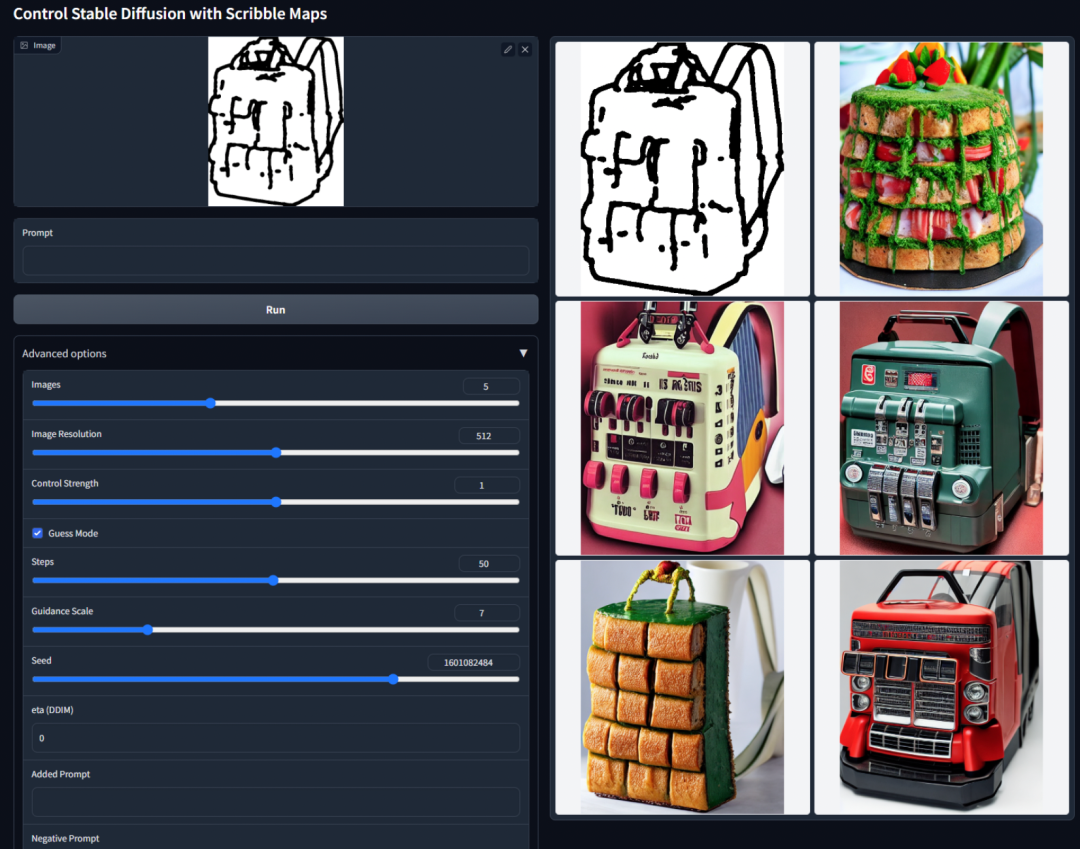 Control Stable Diffusion with Scribble Maps
Image
Prompt
Run
Advanced options
Images
5
Image Resolution
512
Control Strength
1
Guess Mode
Steps
50
Guidance Scale
7
Seed
1601082484
eta (DDIM)
0
Added Prompt
Negative Prompt